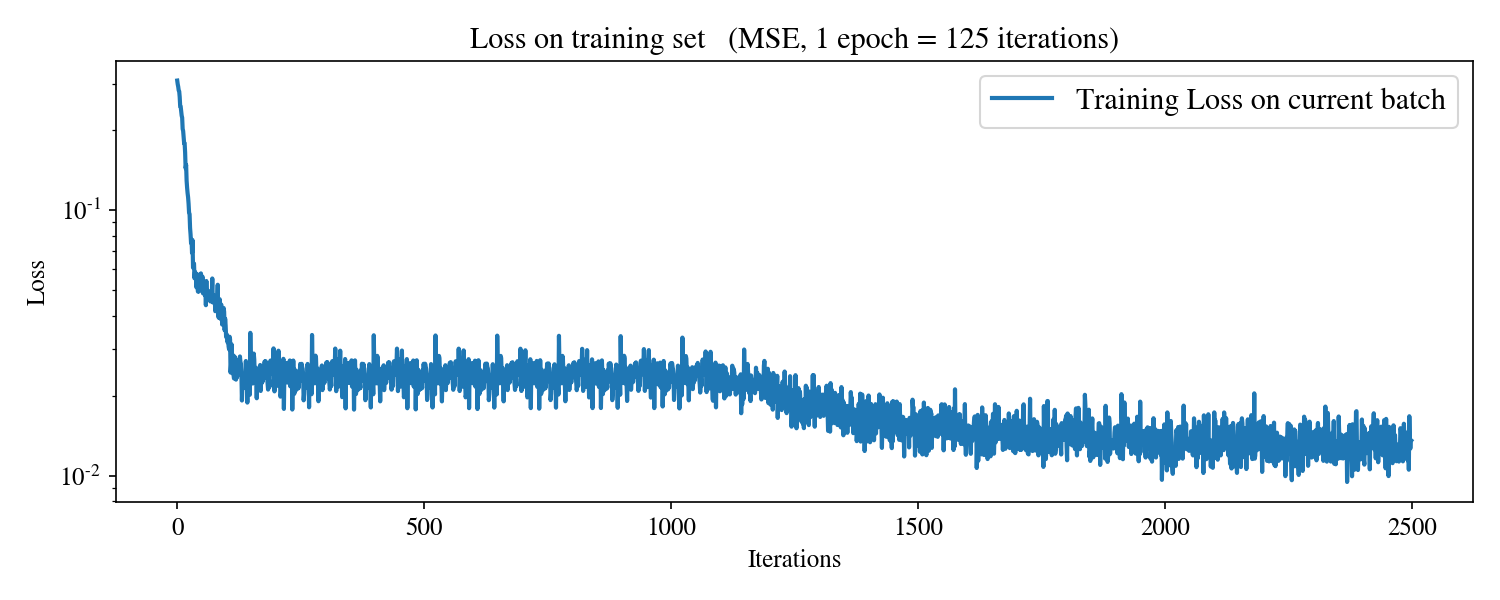 Loss on training set (MSE, 1 epoch = 125 iterations)
Training Loss on current batch
10⁻¹
10⁻²
Loss
0 500 1000 1500 2000 2500
Iterations